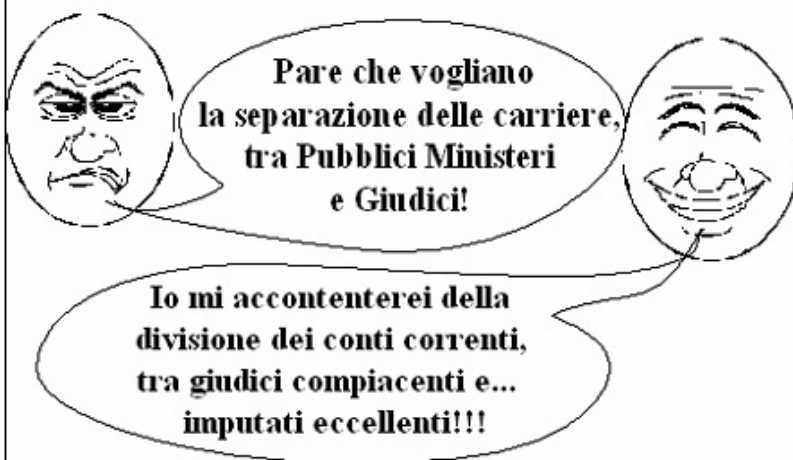 Pare che vogliano
la separazione delle carriere,
tra Pubblici Ministeri
e Giudici!
Io mi accontenterei della
divisione dei conti correnti,
tra giudici compiacenti e...
imputati eccellenti!!!